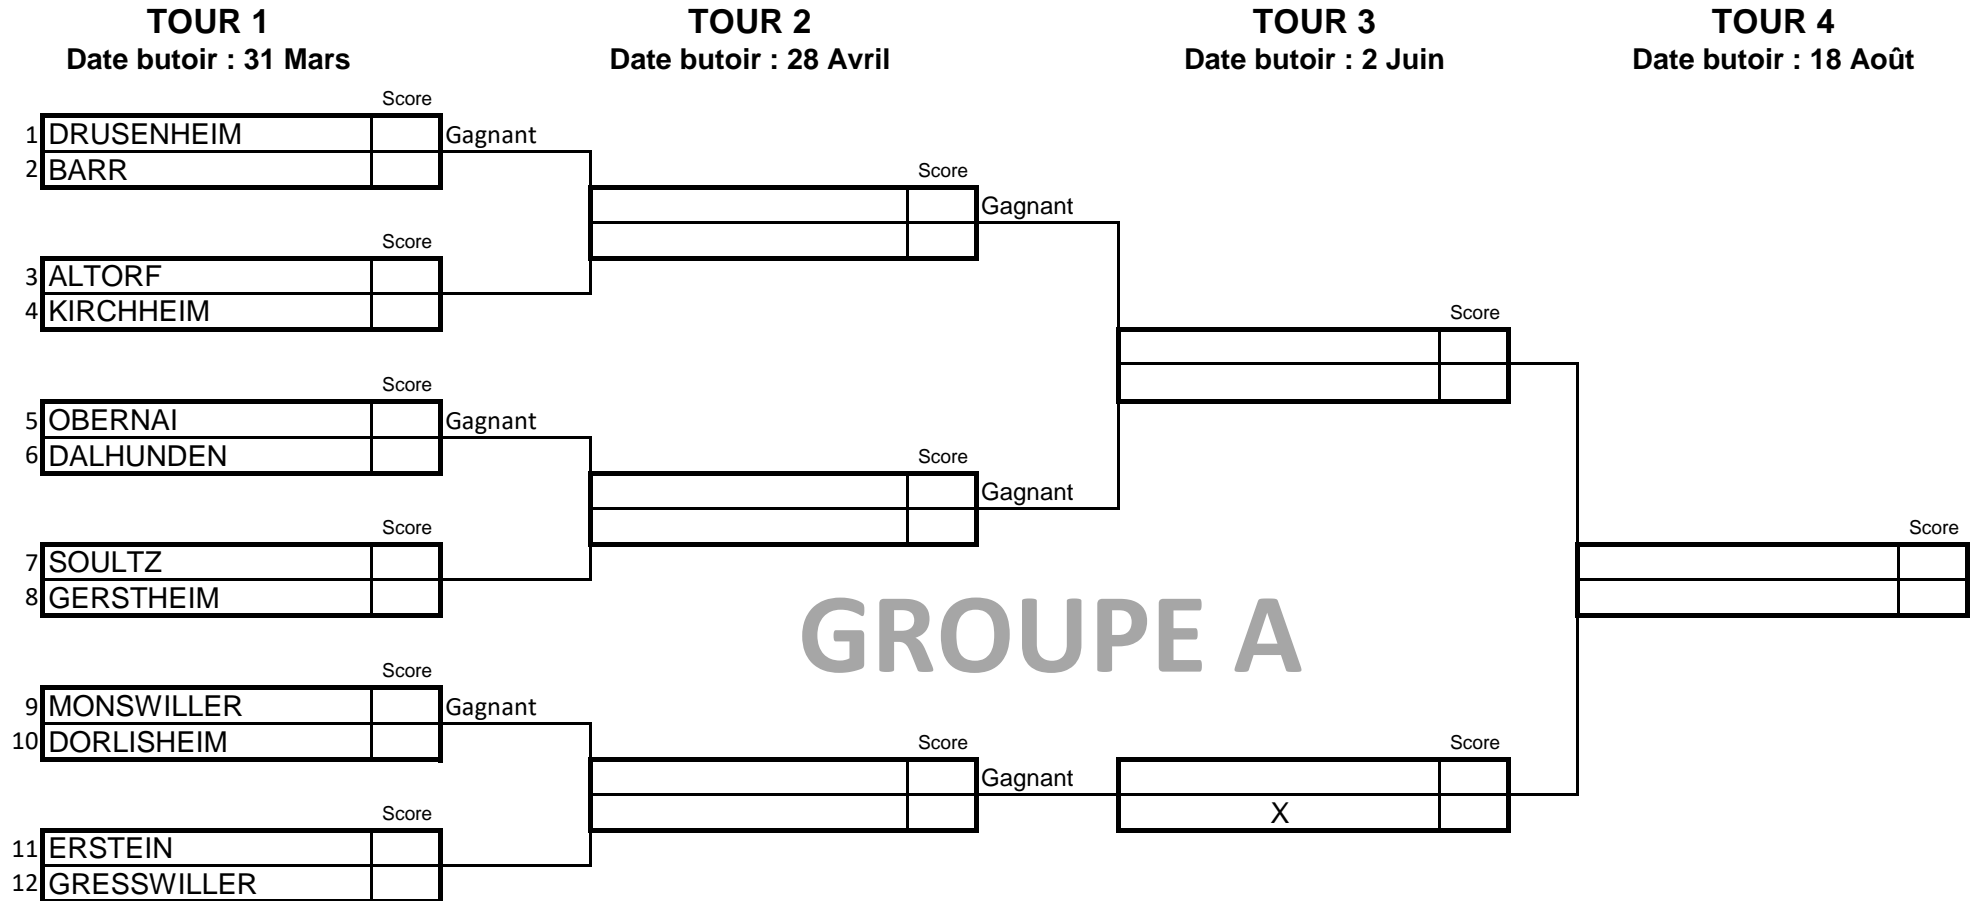 TOUR 1 TOUR 2 TOUR 3 TOUR 4
Date butoir : 31 Mars Date butoir : 28 Avril Date butoir : 2 Juin Date butoir : 18 Août
Score
1 DRUSENHEIM Gagnant
2 BARR Score
Gagnant
Score
3 ALTORF
4 KIRCHHEIM Score
Score
5 OBERNAI Gagnant
6 DALHUNDEN Score
Gagnant
Score Score
7 SOULTZ
8 GERSTHEIM
GROUPE A
Score
9 MONSWILLER Gagnant
10 DORLISHEIM Score Score
Gagnant
Score X
11 ERSTEIN
12 GRESSWILLER